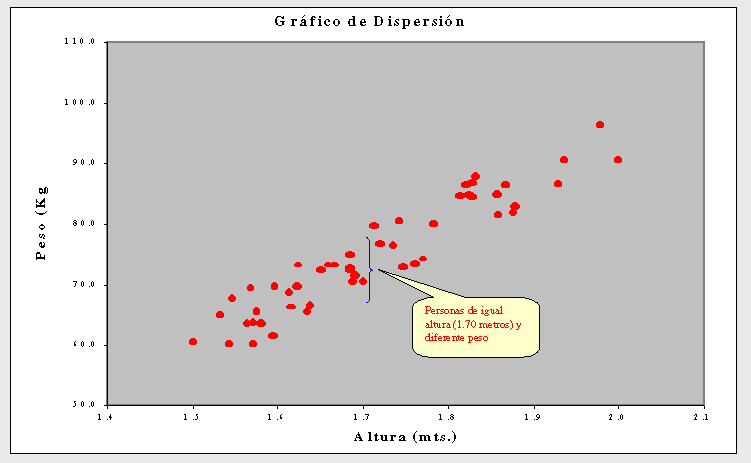 Gráfico de Dispersión
110.0
100.0
90.0
80.0
70.0
60.0
50.0
Peso (Kg
Personas de igual
altura (1.70 metros) y
diferente peso
1.4 1.5 1.6 1.7 1.8 1.9 2.0 2.1
Altura (mts.)